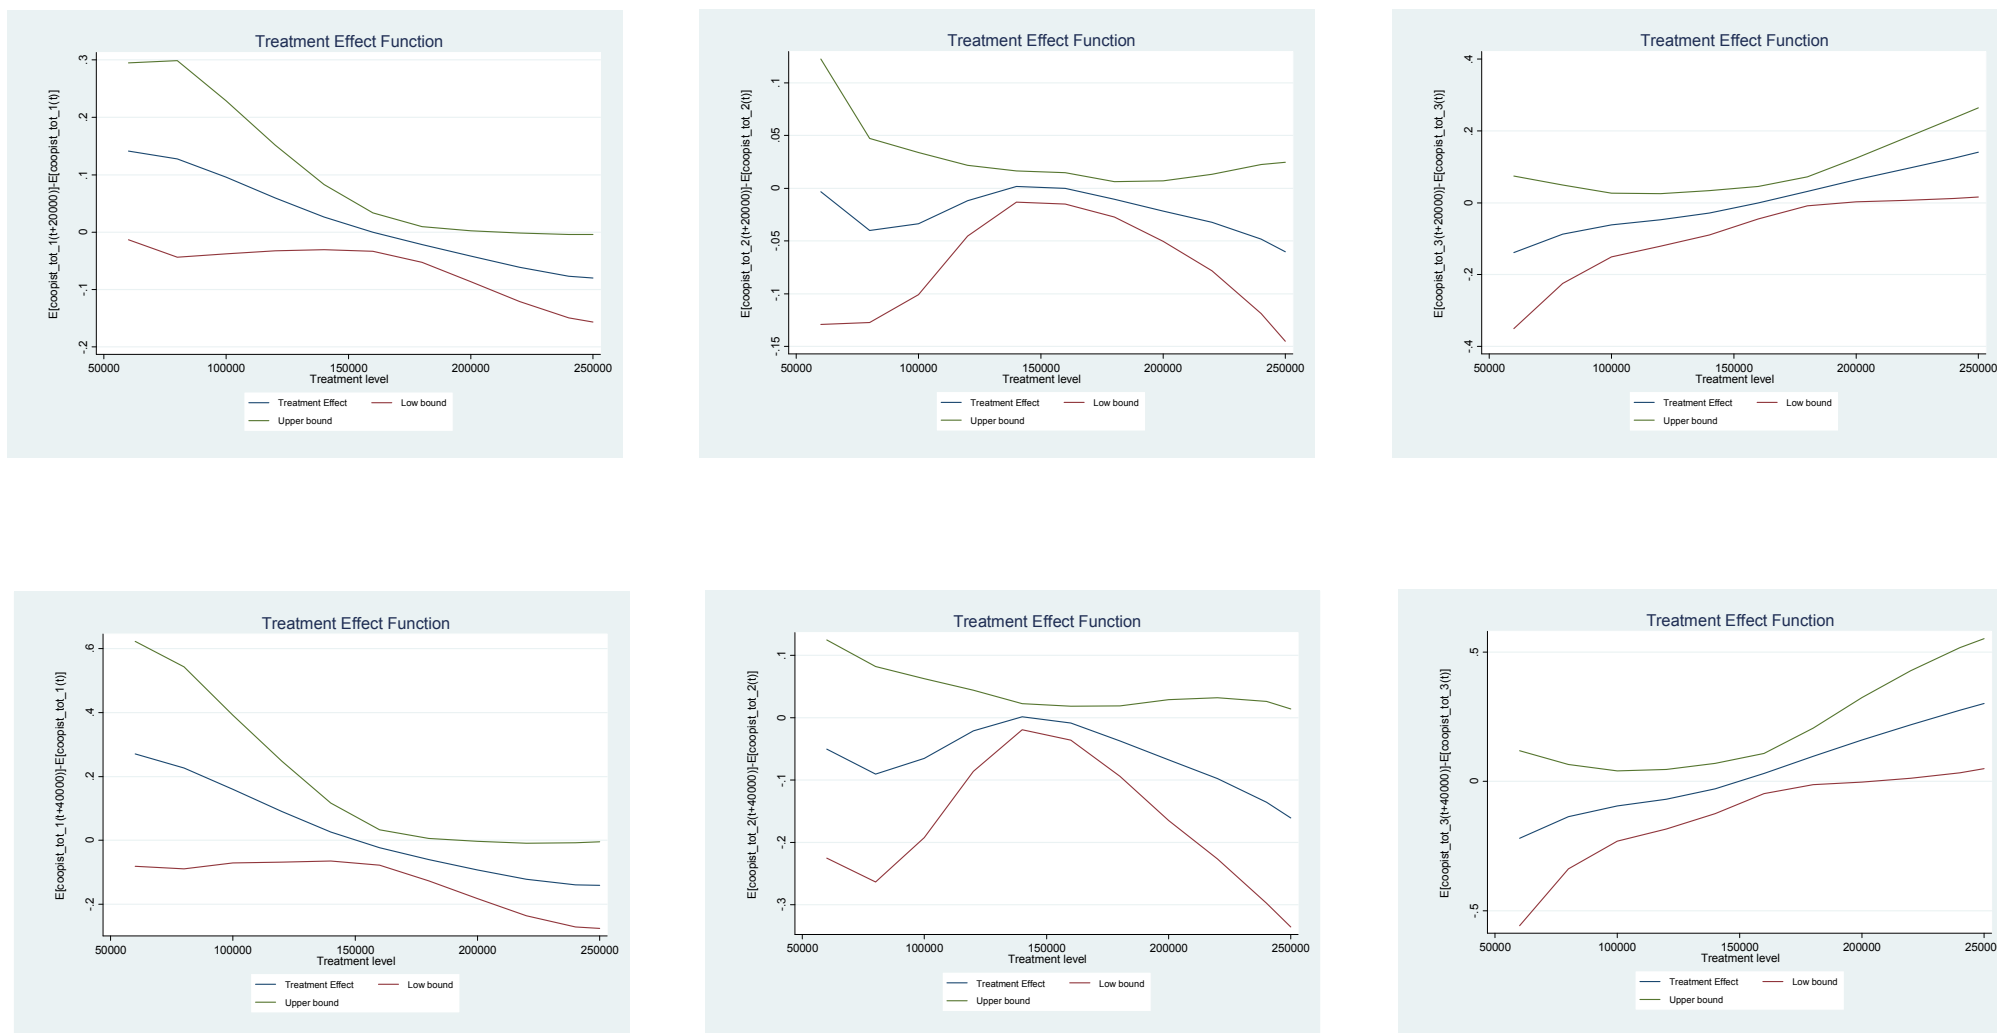 Treatment Effect Function
E[coopist_tot_1(t+20000)]-E[coopist_tot_1(t)]
.3
.2
.1
0
-.1
-.2
50000 100000 150000 200000 250000
Treatment level
Treatment Effect Low bound
Upper bound
Treatment Effect Function
E[coopist_tot_2(t+20000)]-E[coopist_tot_2(t)]
.1
.05
0
-.05
-.1
-.15
50000 100000 150000 200000 250000
Treatment level
Treatment Effect Low bound
Upper bound
Treatment Effect Function
E[coopist_tot_3(t+20000)]-E[coopist_tot_3(t)]
.4
.2
0
-.2
-.4
50000 100000 150000 200000 250000
Treatment level
Treatment Effect Low bound
Upper bound
Treatment Effect Function
E[coopist_tot_1(t+40000)]-E[coopist_tot_1(t)]
.6
.4
.2
0
-.2
50000 100000 150000 200000 250000
Treatment level
Treatment Effect Low bound
Upper bound
Treatment Effect Function
E[coopist_tot_2(t+40000)]-E[coopist_tot_2(t)]
.1
0
-.1
-.2
-.3
50000 100000 150000 200000 250000
Treatment level
Treatment Effect Low bound
Upper bound
Treatment Effect Function
E[coopist_tot_3(t+40000)]-E[coopist_tot_3(t)]
.5
0
-.5
50000 100000 150000 200000 25000
Treatment level
Treatment Effect Low bound
Upper bound